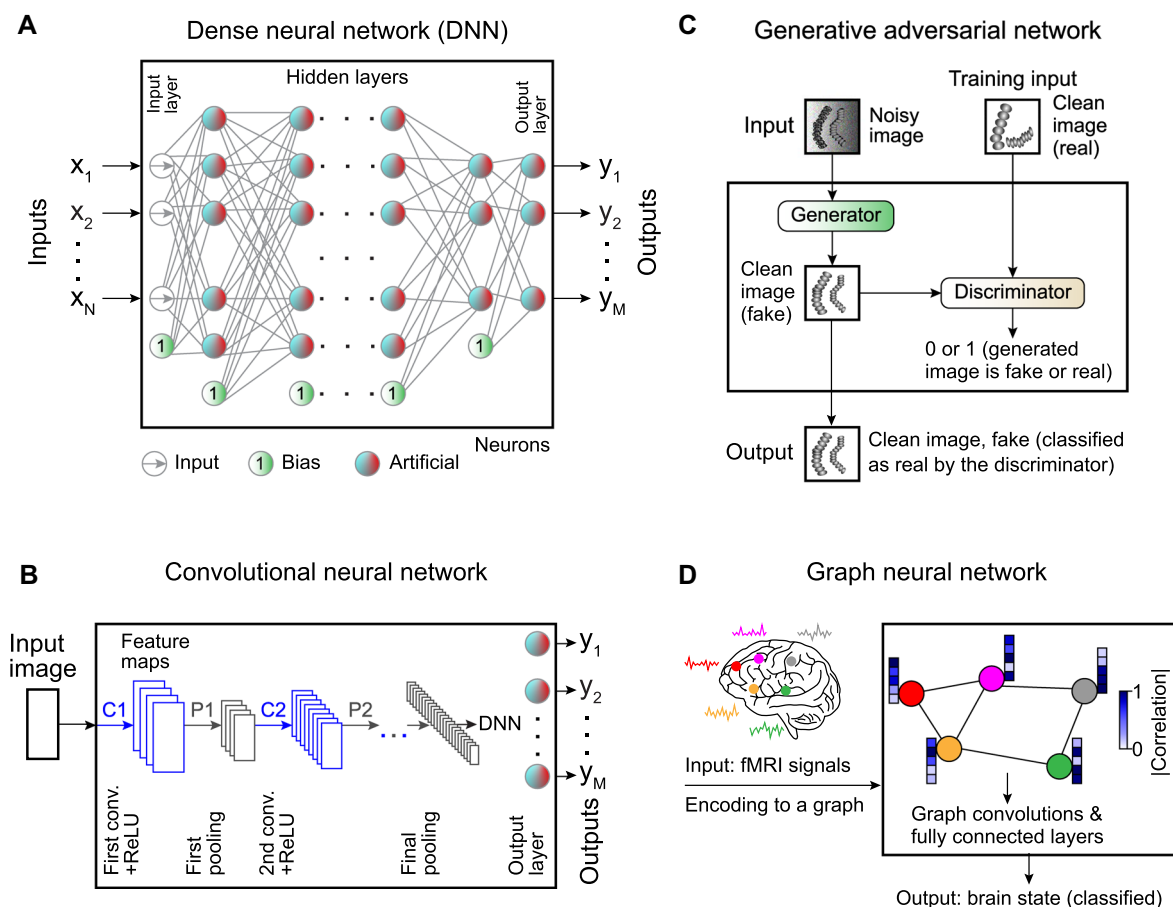 A
Dense neural network (DNN)
Hidden layers
Input
layer
Output
layer
Inputs
x1
x2
xN
y1
y2
yM
Outputs
1
1
1
1
1
Neurons
Input
1 Bias
Artificial
C
Generative adversarial network
Training input
Input
Noisy
image
Clean
image
(real)
Generator
Clean
image
(fake)
Discriminator
0 or 1 (generated
image is fake or real)
Output
Clean image, fake (classified
as real by the discriminator)
B
Convolutional neural network
Input
image
Feature
maps
C1
P1
C2
P2
DNN
y1
y2
yM
Outputs
First conv.
+ReLU
First
pooling
2nd conv.
+ReLU
Final
pooling
Output
layer
D
Graph neural network
Input: fMRI signals
Encoding to a graph
1
0
|Correlation|
Graph convolutions &
fully connected layers
Output: brain state (classified)